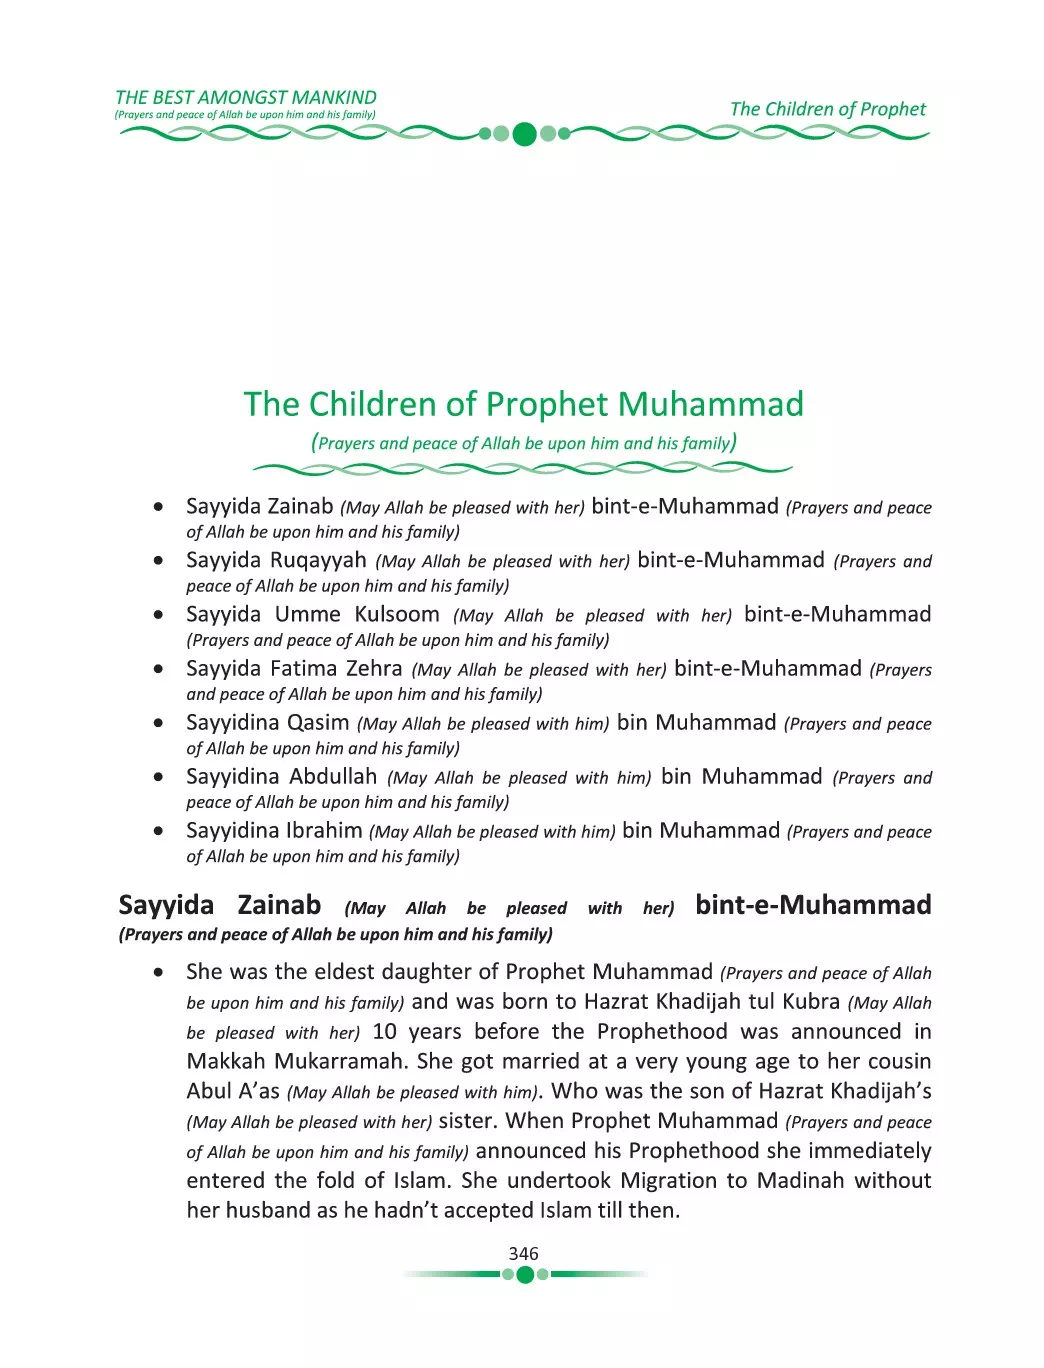 THE BEST AMONGST MANKIND
(Prayers and peace of Allah be upon him and his family)
The Children of Prophet
The Children of Prophet Muhammad
(Prayers and peace of Allah be upon him and his family)
• Sayyida Zainab (May Allah be pleased with her) bint-e-Muhammad (Prayers and peace
of Allah be upon him and his family)
• Sayyida Ruqayyah (May Allah be pleased with her) bint-e-Muhammad (Prayers and
peace of Allah be upon him and his family)
• Sayyida Umme Kulsoom (May Allah be pleased with her) bint-e-Muhammad
(Prayers and peace of Allah be upon him and his family)
• Sayyida Fatima Zehra (May Allah be pleased with her) bint-e-Muhammad (Prayers
and peace of Allah be upon him and his family)
• Sayyidina Qasim (May Allah be pleased with him) bin Muhammad (Prayers and peace
of Allah be upon him and his family)
• Sayyidina Abdullah (May Allah be pleased with him) bin Muhammad (Prayers and
peace of Allah be upon him and his family)
• Sayyidina Ibrahim (May Allah be pleased with him) bin Muhammad (Prayers and peace
of Allah be upon him and his family)
Sayyida Zainab (May Allah be pleased with her) bint-e-Muhammad
(Prayers and peace of Allah be upon him and his family)
• She was the eldest daughter of Prophet Muhammad (Prayers and peace of Allah
be upon him and his family) and was born to Hazrat Khadijah tul Kubra (May Allah
be pleased with her) 10 years before the Prophethood was announced in
Makkah Mukarramah. She got married at a very young age to her cousin
Abul A’as (May Allah be pleased with him). Who was the son of Hazrat Khadijah’s
(May Allah be pleased with her) sister. When Prophet Muhammad (Prayers and peace
of Allah be upon him and his family) announced his Prophethood she immediately
entered the fold of Islam. She undertook Migration to Madinah without
her husband as he hadn’t accepted Islam till then.
346